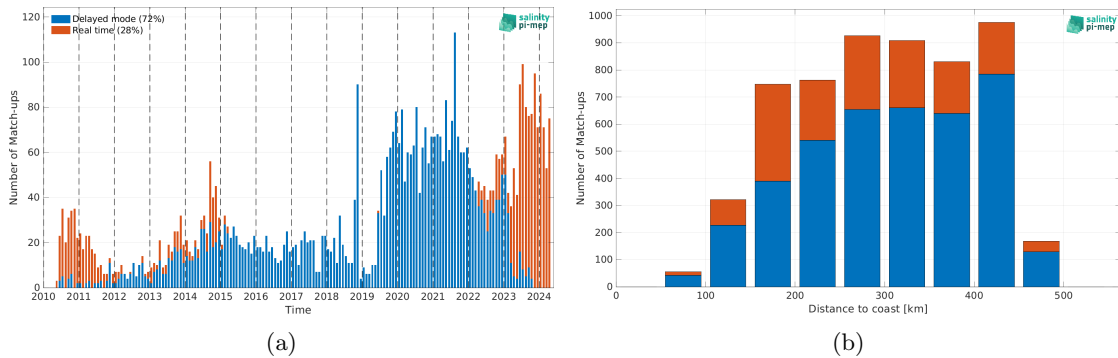 Delayed mode (72%)
Real time (28%)
salinity
pi-mep
120
100
80
60
40
20
0
Number of Match-ups
2010 2011 2012 2013 2014 2015 2016 2017 2018 2019 2020 2021 2022 2023 2024
Time
(a)
salinity
pi-mep
1000
900
800
700
600
500
400
300
200
100
0
Number of Match-ups
0 100 200 300 400 500
Distance to coast [km]
(b)